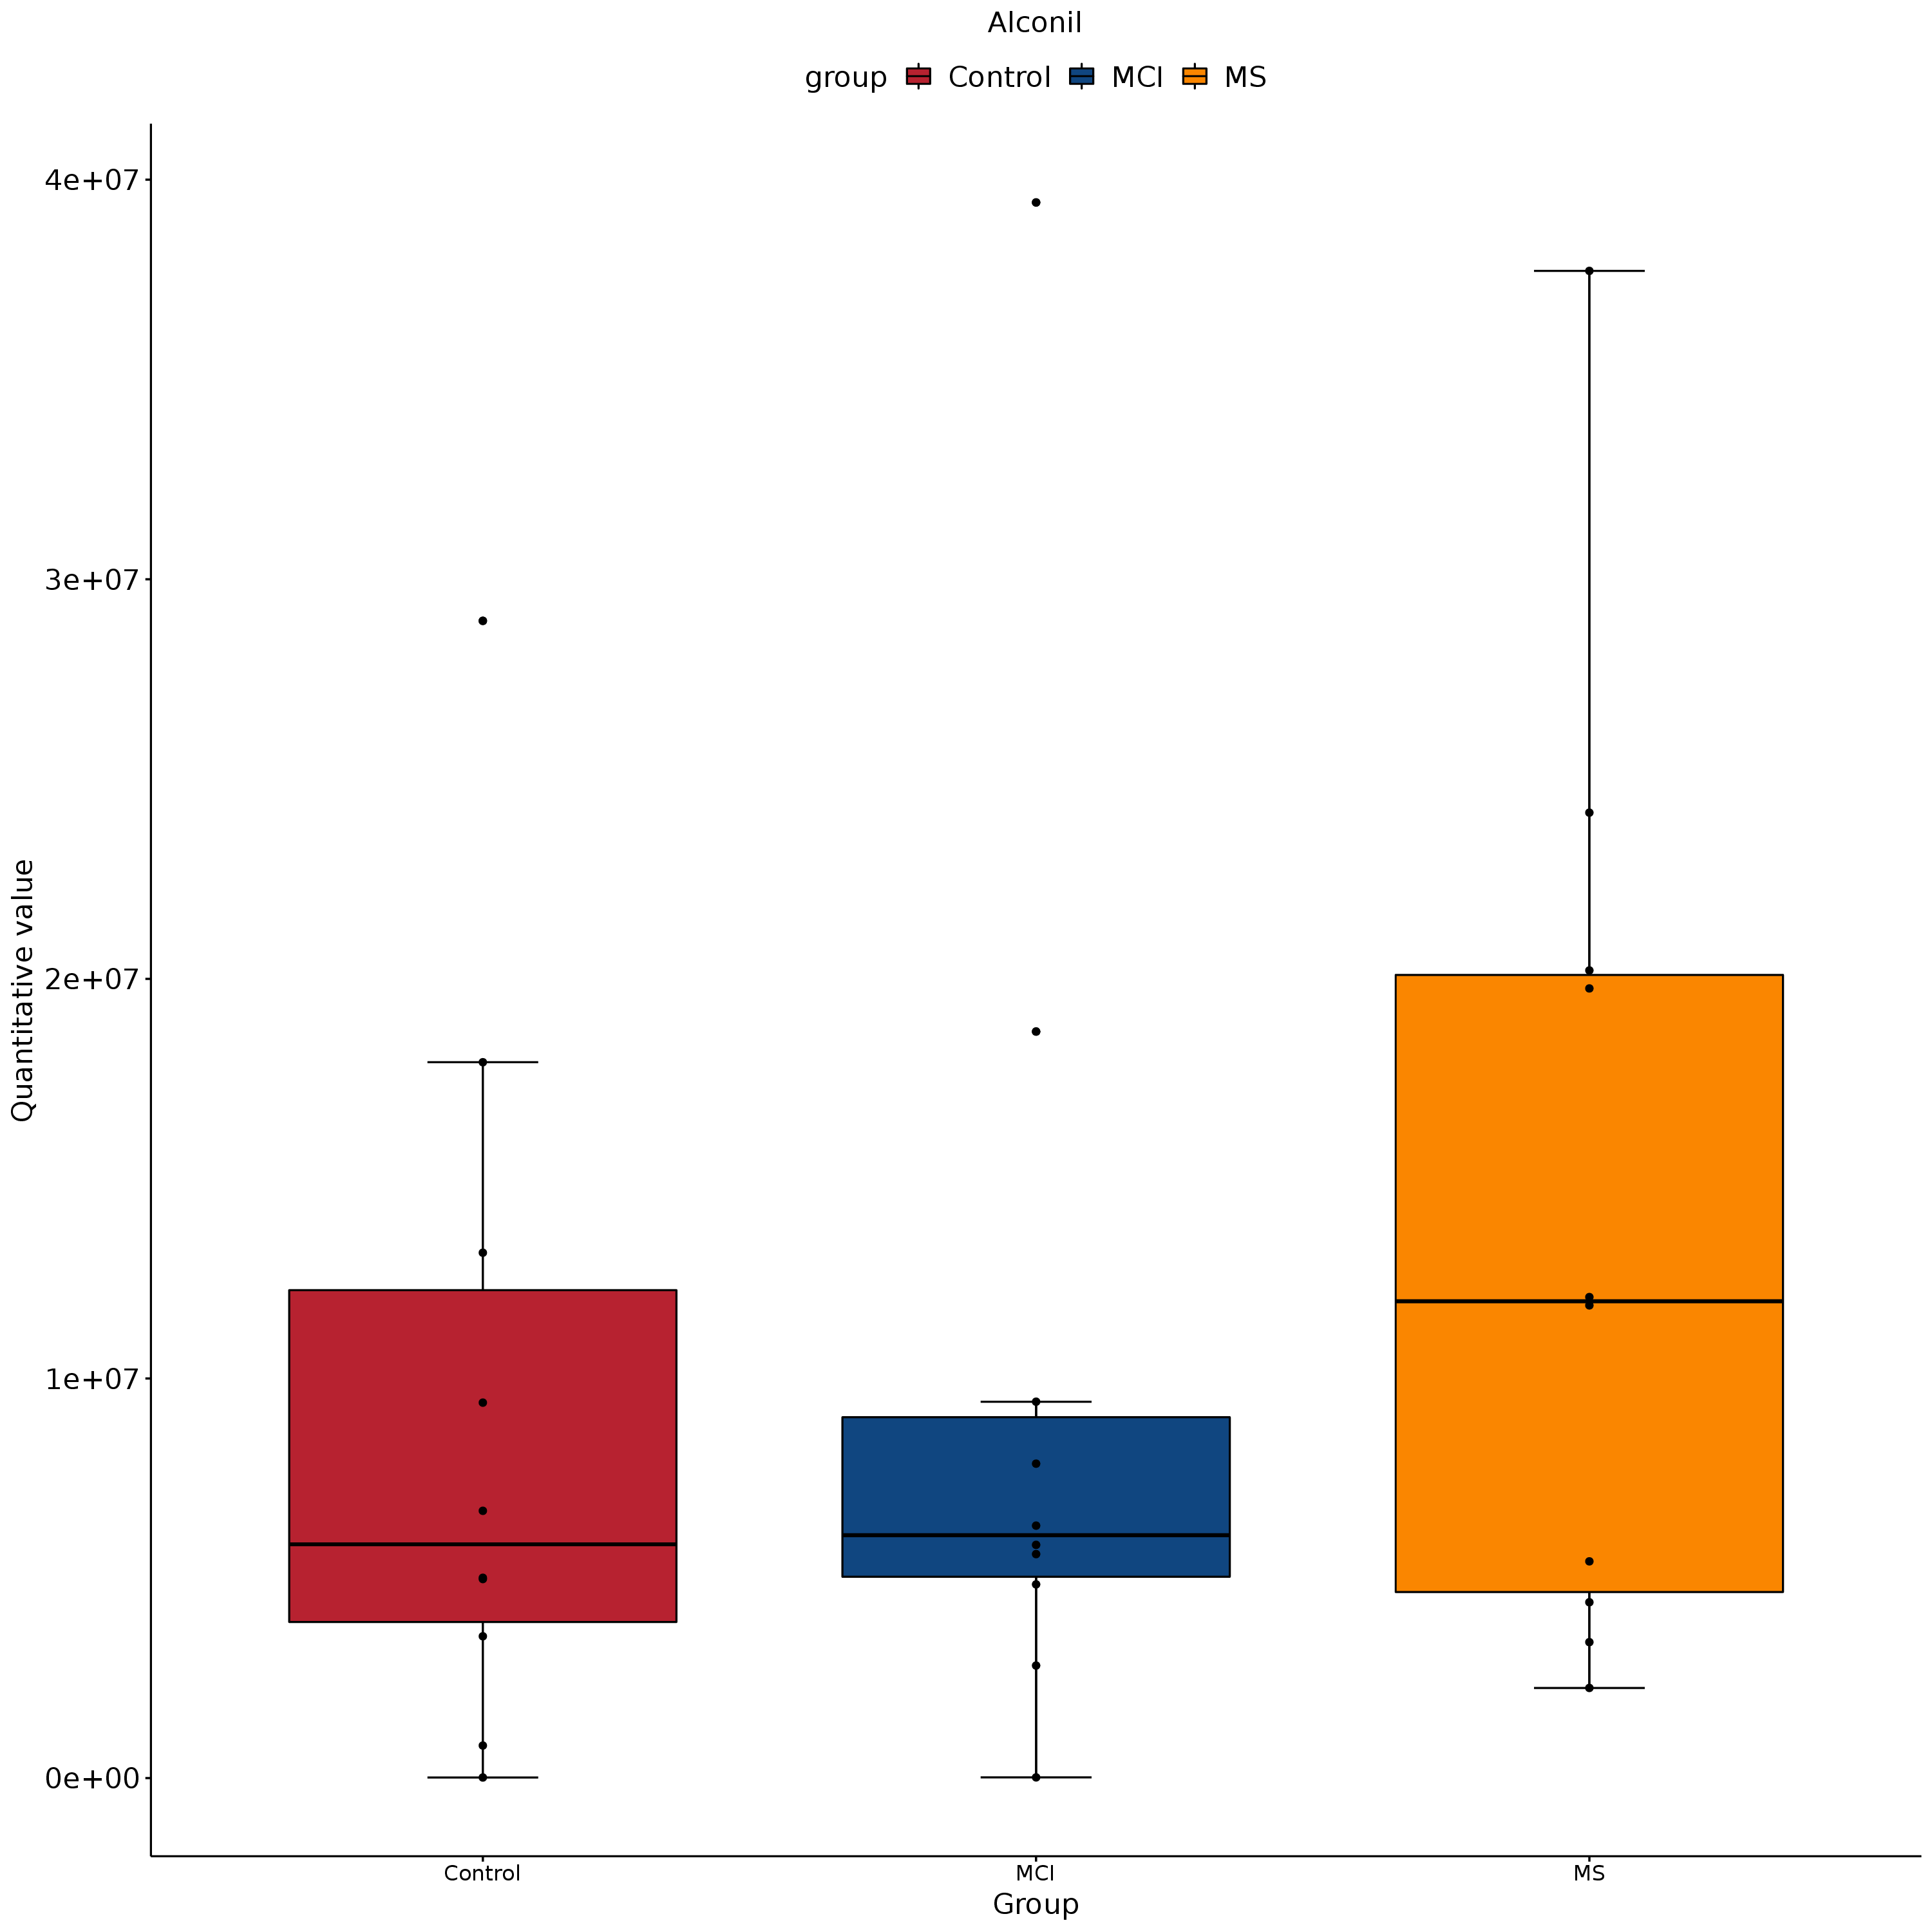 Alconil
group Control MCI MS
4e+07
3e+07
2e+07
1e+07
0e+00
Quantitative value
Control MCI MS
Group